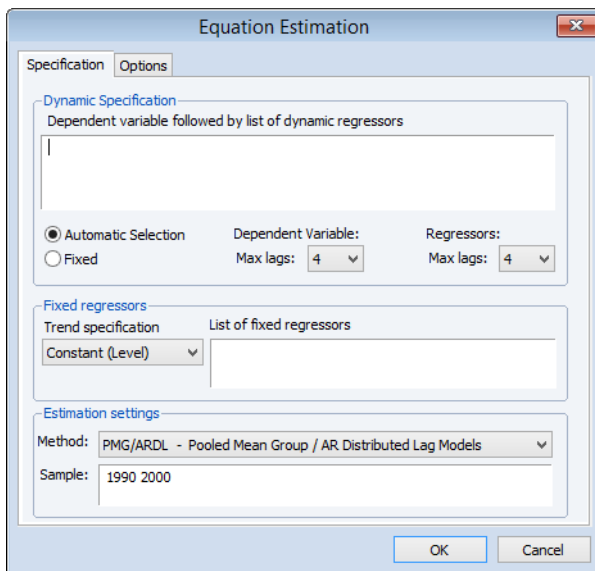 Equation Estimation
Specification Options
Dynamic Specification
Dependent variable followed by list of dynamic regressors
Automatic Selection
Fixed
Dependent Variable:
Max lags: 4
Regressors:
Max lags: 4
Fixed regressors
Trend specification
Constant (Level)
List of fixed regressors
Estimation settings
Method: PMG/ARDL - Pooled Mean Group / AR Distributed Lag Models
Sample: 1990 2000
OK Cancel